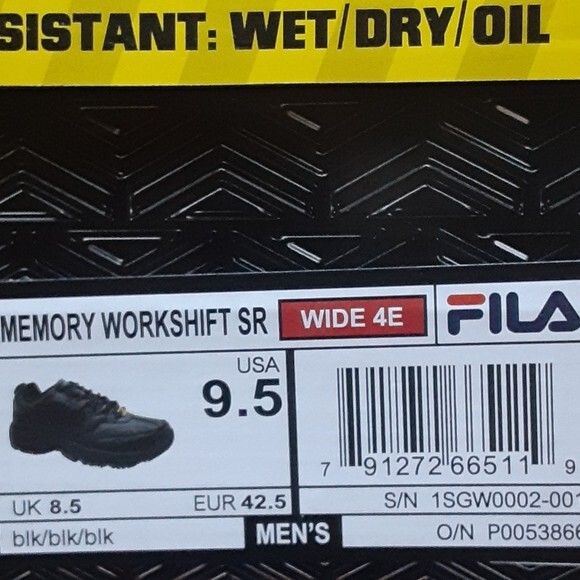 SISTANT: WET/DRY/OIL
MEMORY WORKSHIFT SR
WIDE 4E
FILA
USA
9.5
7 91272 66511 9
UK 8.5
EUR 42.5
S/N 1SGW0002-001
blk/blk/blk
MEN'S
O/N P0053866